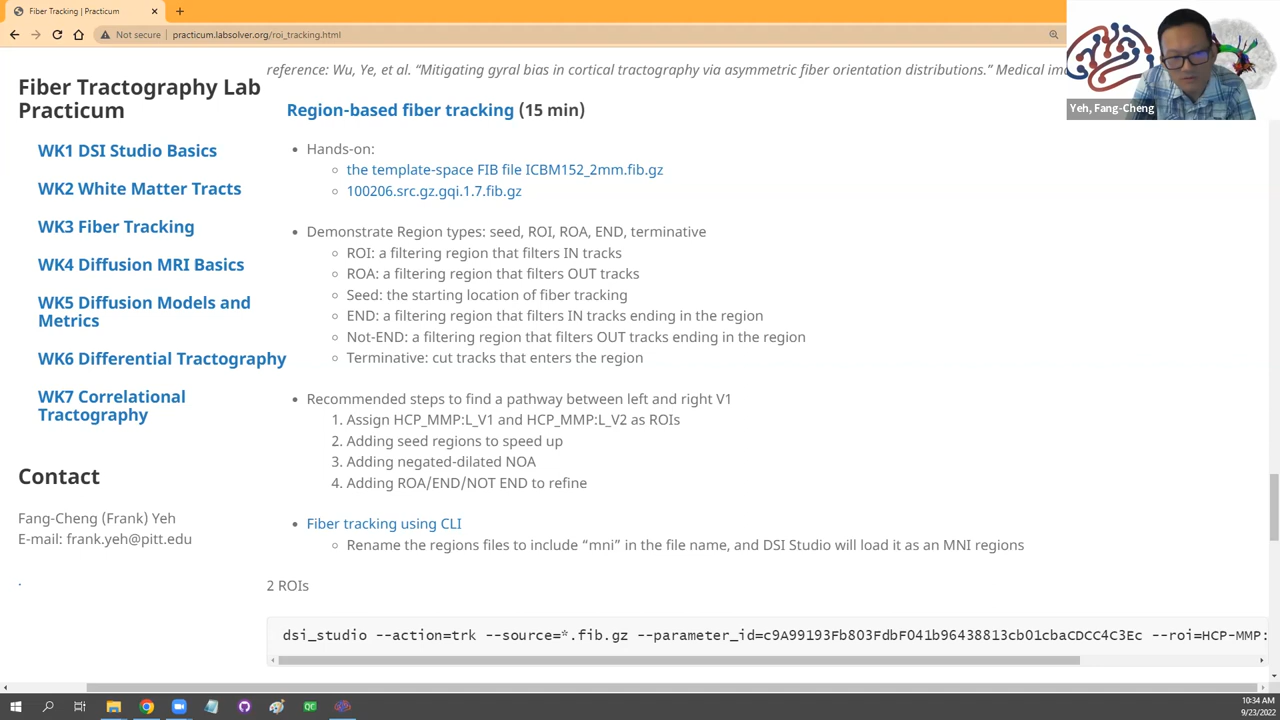 Fiber Tracking | Practicum
Not secure | practicum.labsolver.org/roi_tracking.html
Yeh, Fang-Cheng
Fiber Tractography Lab
Practicum
WK1 DSI Studio Basics
WK2 White Matter Tracts
WK3 Fiber Tracking
WK4 Diffusion MRI Basics
WK5 Diffusion Models and
Metrics
WK6 Differential Tractography
WK7 Correlational
Tractography
Contact
Fang-Cheng (Frank) Yeh
E-mail: frank.yeh@pitt.edu
.
reference: Wu, Ye, et al. “Mitigating gyral bias in cortical tractography via asymmetric fiber orientation distributions.” Medical
Region-based fiber tracking (15 min)
• Hands-on:
the template-space FIB file ICBM152_2mm.fib.gz
100206.src.gz.gqi.1.7.fib.gz
• Demonstrate Region types: seed, ROI, ROA, END, terminative
ROI: a filtering region that filters IN tracks
ROA: a filtering region that filters OUT tracks
Seed: the starting location of fiber tracking
END: a filtering region that filters IN tracks ending in the region
Not-END: a filtering region that filters OUT tracks ending in the region
Terminative: cut tracks that enters the region
• Recommended steps to find a pathway between left and right V1
1. Assign HCP_MMP:L_V1 and HCP_MMP:L_V2 as ROIs
2. Adding seed regions to speed up
3. Adding negated-dilated NOA
4. Adding ROA/END/NOT END to refine
• Fiber tracking using CLI
Rename the regions files to include “mni” in the file name, and DSI Studio will load it as an MNI regions
2 ROIs
dsi_studio --action=trk --source=*.fib.gz --parameter_id=c9A99193Fb803FdbF041b96438813cb01cbaCDCC4C3Ec --roi=HCP-MMP:
QC
10:34 AM
9/23/2022